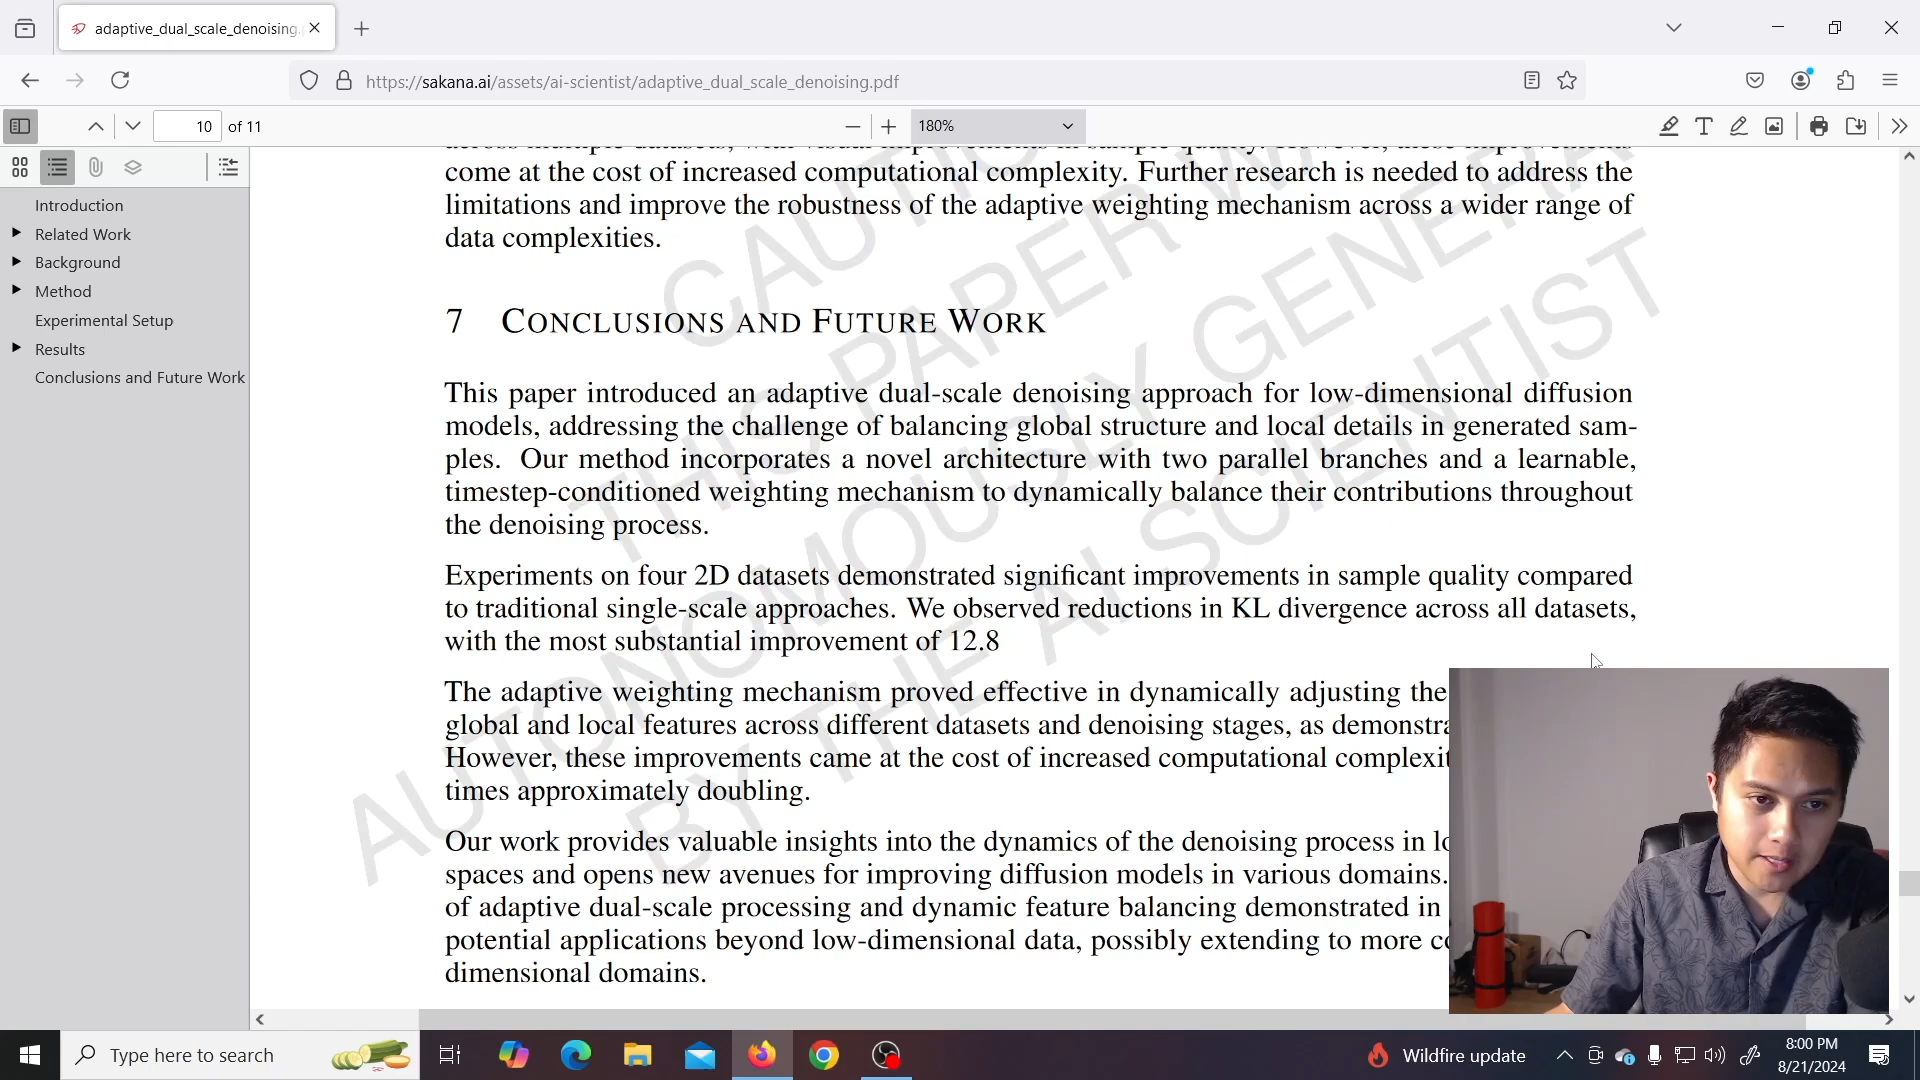 adaptive_dual_scale_denoising.
https://sakana.ai/assets/ai-scientist/adaptive_dual_scale_denoising.pdf
10 of 11
180%
Introduction
Related Work
Background
Method
Experimental Setup
Results
Conclusions and Future Work
come at the cost of increased computational complexity. Further research is needed to address the
limitations and improve the robustness of the adaptive weighting mechanism across a wider range of
data complexities.
7 CONCLUSIONS AND FUTURE WORK
This paper introduced an adaptive dual-scale denoising approach for low-dimensional diffusion
models, addressing the challenge of balancing global structure and local details in generated sam-
ples. Our method incorporates a novel architecture with two parallel branches and a learnable,
timestep-conditioned weighting mechanism to dynamically balance their contributions throughout
the denoising process.
Experiments on four 2D datasets demonstrated significant improvements in sample quality compared
to traditional single-scale approaches. We observed reductions in KL divergence across all datasets,
with the most substantial improvement of 12.8
The adaptive weighting mechanism proved effective in dynamically adjusting the
global and local features across different datasets and denoising stages, as demonstra
However, these improvements came at the cost of increased computational complexit
times approximately doubling.
Our work provides valuable insights into the dynamics of the denoising process in lo
spaces and opens new avenues for improving diffusion models in various domains.
of adaptive dual-scale processing and dynamic feature balancing demonstrated in
potential applications beyond low-dimensional data, possibly extending to more co
dimensional domains.
CAUTIO
THIS PAPER W
AUTONOMOUSLY GENERA
BY THE AI SCIENTIST
Type here to search
Wildfire update
8:00 PM
8/21/2024